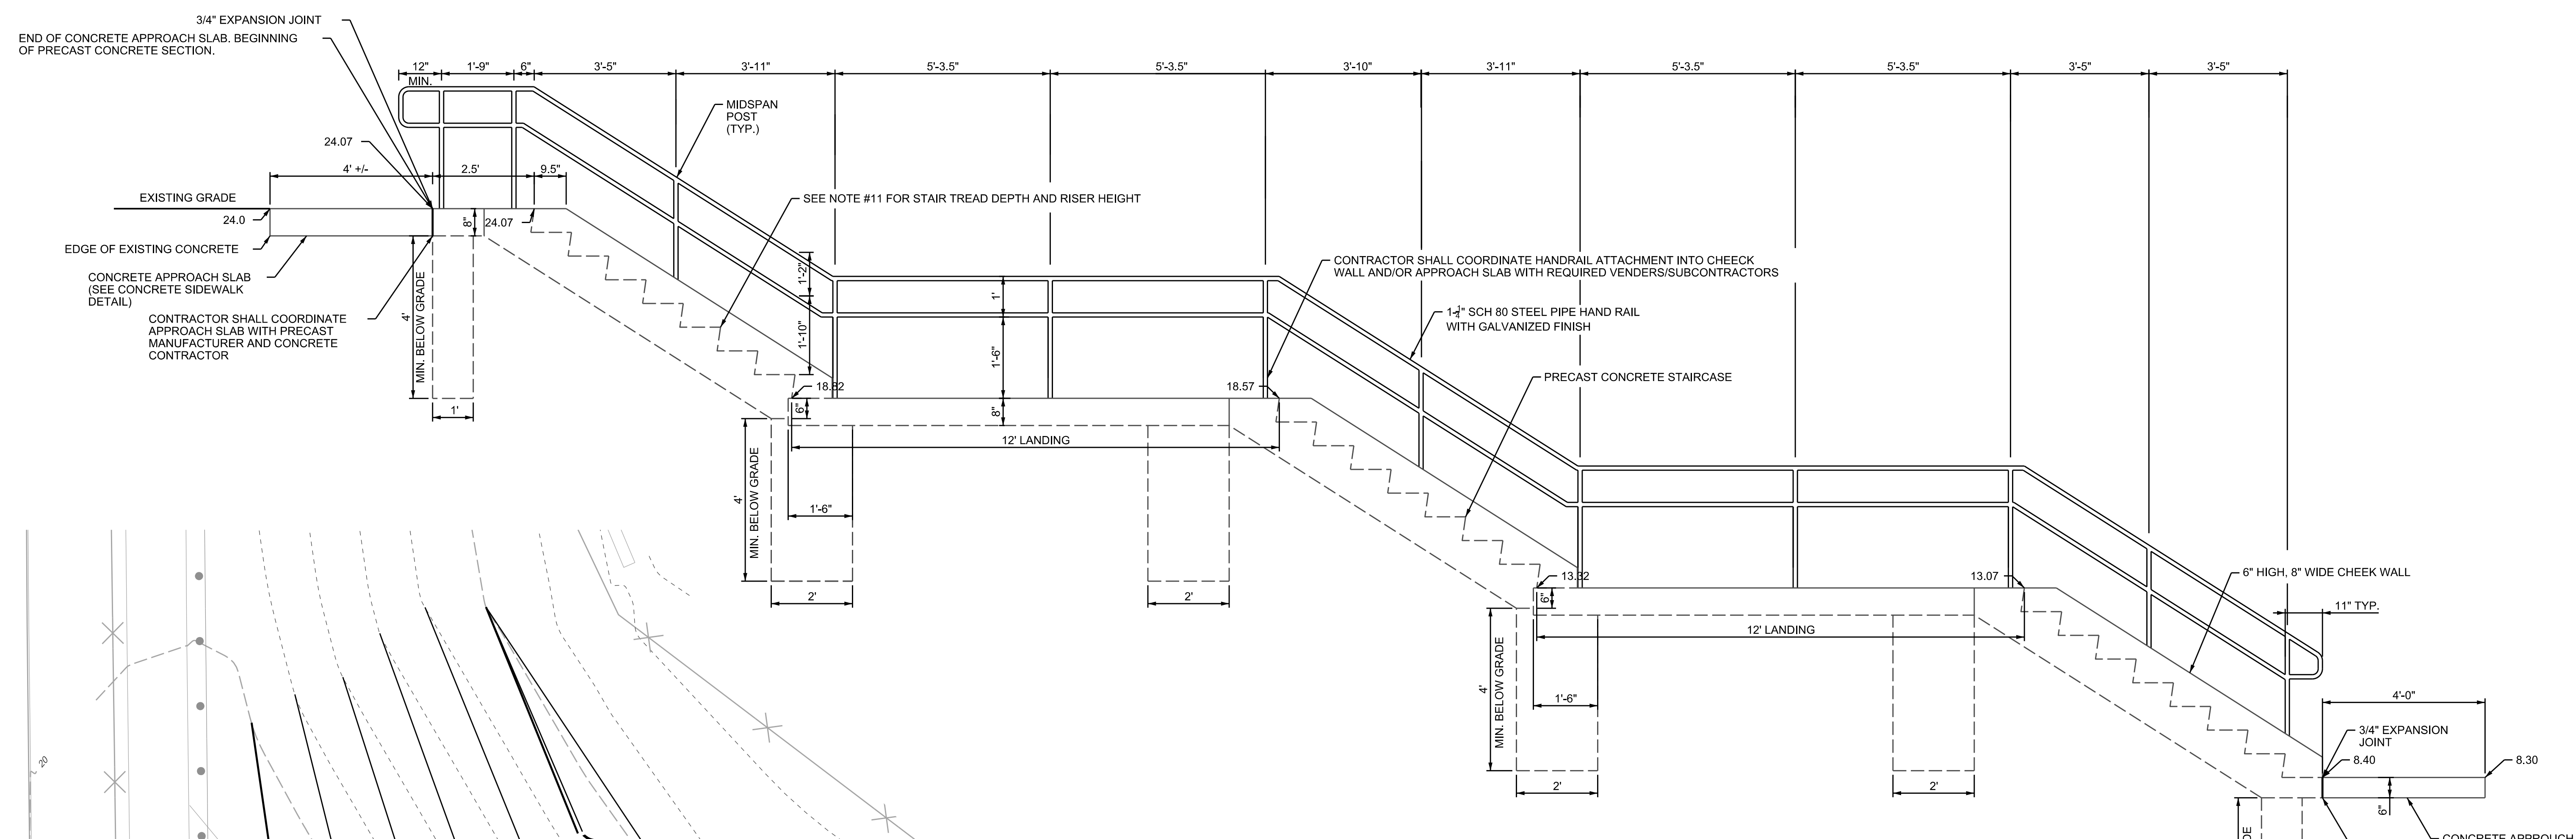 3/4" EXPANSION JOINT
END OF CONCRETE APPROACH SLAB. BEGINNING
OF PRECAST CONCRETE SECTION.
12"
MIN.
1'-9"
6"
3'-5"
3'-11"
5'-3.5"
5'-3.5"
3'-10"
3'-11"
5'-3.5"
5'-3.5"
3'-5"
3'-5"
MIDSPAN
POST
(TYP.)
24.07
4' +/-
2.5'
9.5"
EXISTING GRADE
24.0
8"
24.07
SEE NOTE #11 FOR STAIR TREAD DEPTH AND RISER HEIGHT
EDGE OF EXISTING CONCRETE
CONCRETE APPROACH SLAB
(SEE CONCRETE SIDEWALK
DETAIL)
CONTRACTOR SHALL COORDINATE
APPROACH SLAB WITH PRECAST
MANUFACTURER AND CONCRETE
CONTRACTOR
4'
MIN. BELOW GRADE
1'
1'-2"
1'-10"
1'
1'-6"
8"
CONTRACTOR SHALL COORDINATE HANDRAIL ATTACHMENT INTO CHEECK
WALL AND/OR APPROACH SLAB WITH REQUIRED VENDERS/SUBCONTRACTORS
1-1/4" SCH 80 STEEL PIPE HAND RAIL
WITH GALVANIZED FINISH
PRECAST CONCRETE STAIRCASE
18.82
6"
18.57
12' LANDING
4'
MIN. BELOW GRADE
1'-6"
2'
2'
13.32
6"
13.07
12' LANDING
4'
MIN. BELOW GRADE
1'-6"
2'
2'
6" HIGH, 8" WIDE CHEEK WALL
11" TYP.
4'-0"
3/4" EXPANSION
JOINT
8.40
8.30
6"
CONCRETE APPROUCH
20